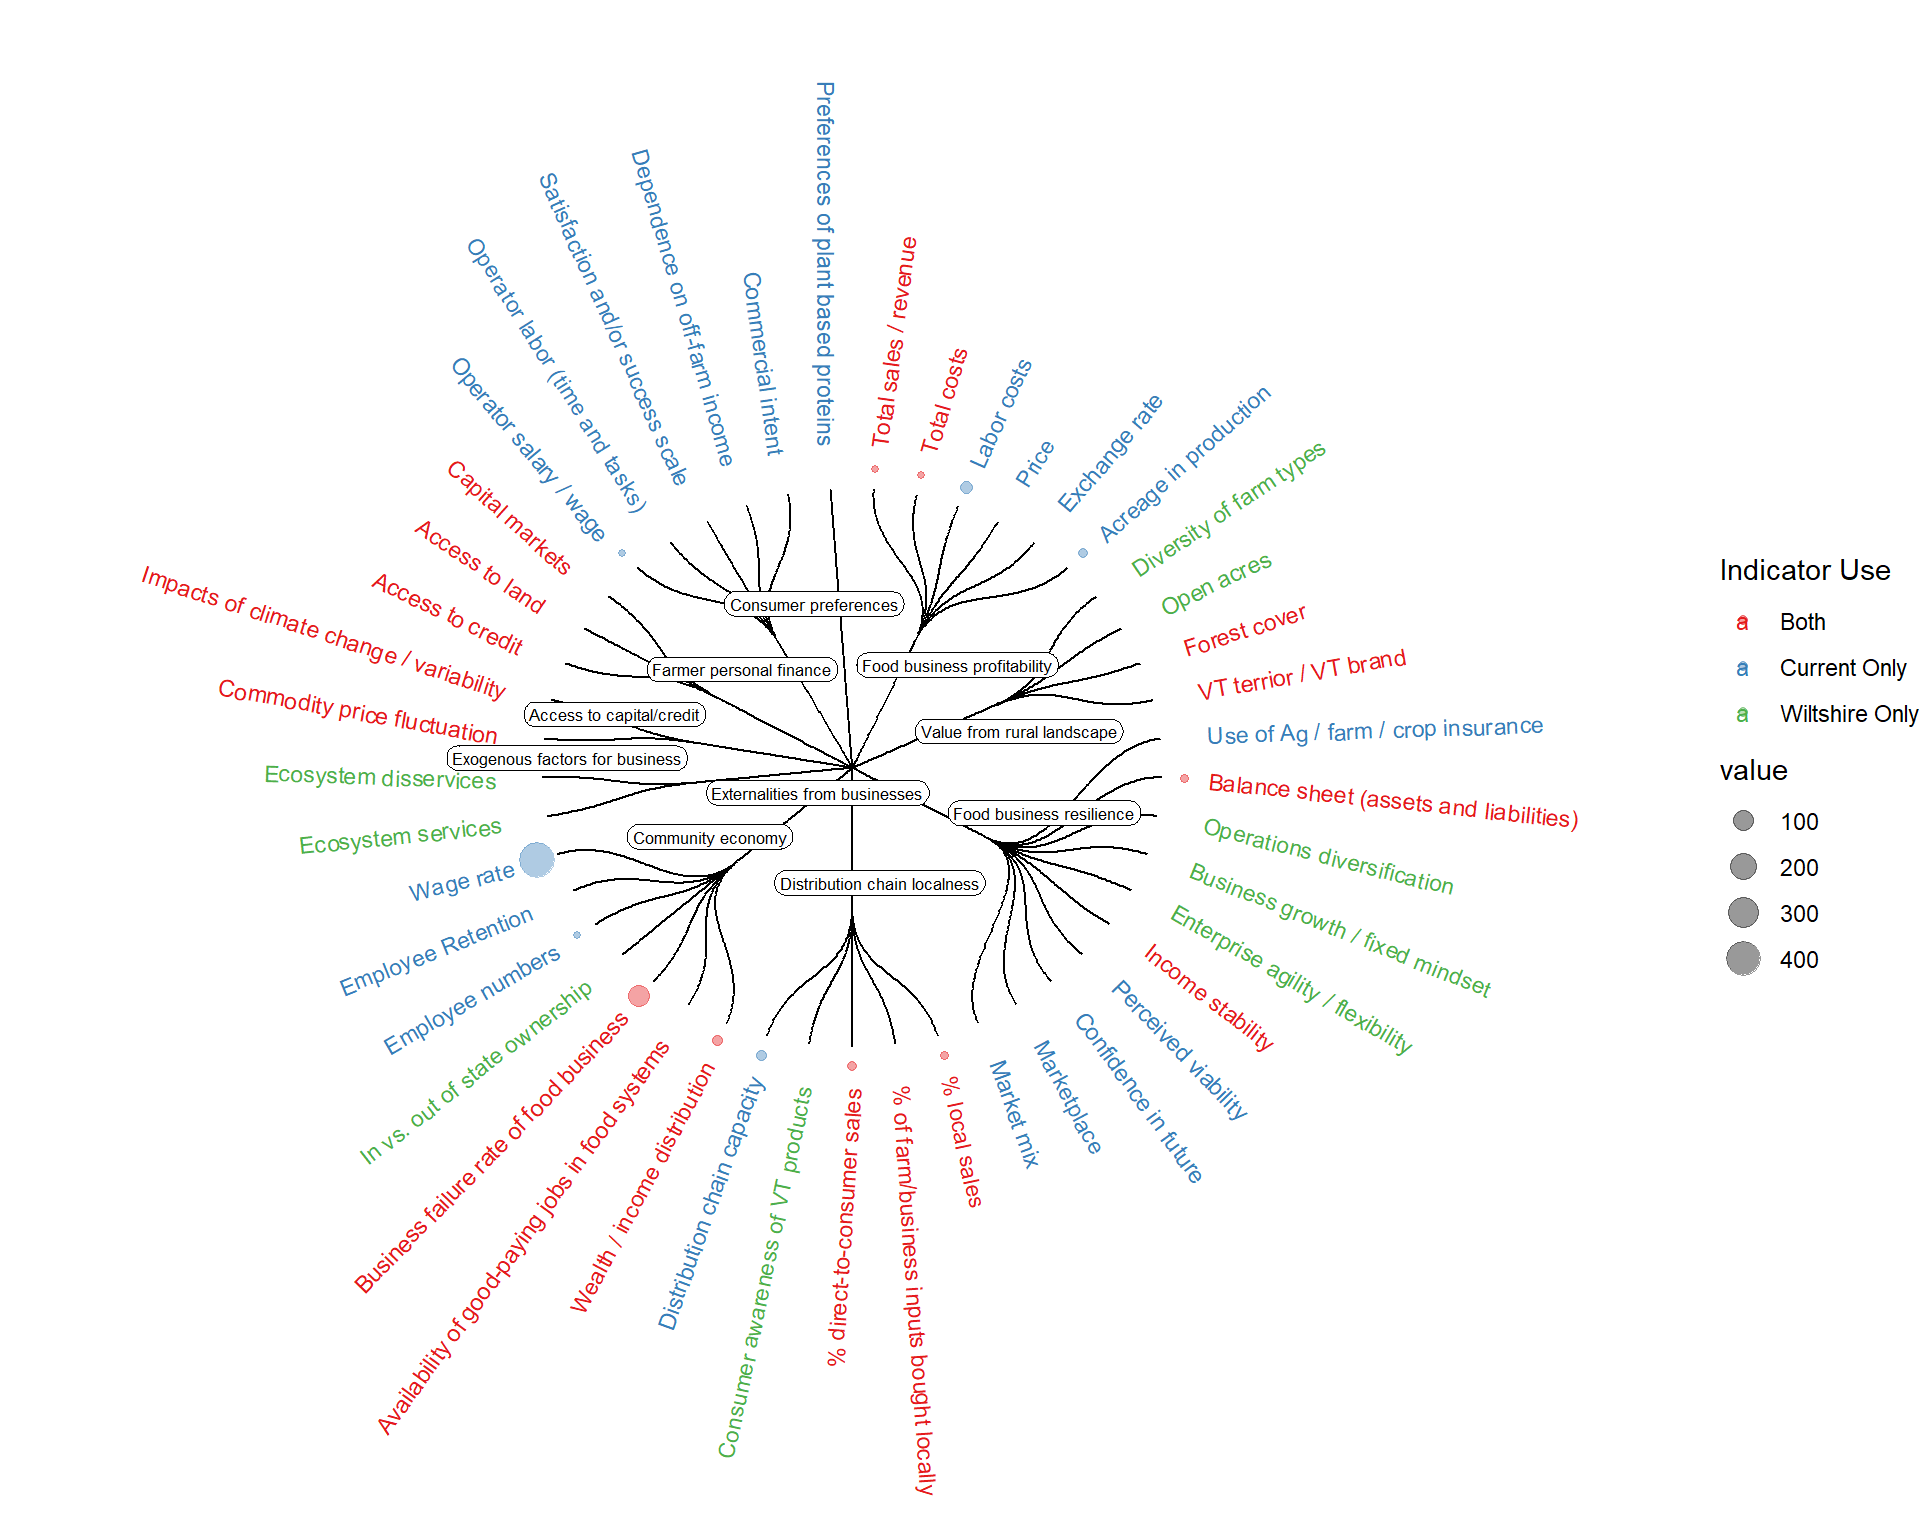 Preferences of plant based proteins
Total sales / revenue
Total costs
Labor costs
Price
Exchange rate
Acreage in production
Diversity of farm types
Open acres
Forest cover
VT terrior / VT brand
Use of Ag / farm / crop insurance
Balance sheet (assets and liabilities)
Operations diversification
Business growth / fixed mindset
Enterprise agility / flexibility
Income stability
Perceived viability
Confidence in future
Marketplace
Market mix
% local sales
% of farm/business inputs bought locally
% direct-to-consumer sales
Consumer awareness of VT products
Distribution chain capacity
Wealth / income distribution
Availability of good-paying jobs in food systems
Business failure rate of food business
In vs. out of state ownership
Employee numbers
Employee Retention
Wage rate
Ecosystem services
Ecosystem disservices
Commodity price fluctuation
Impacts of climate change / variability
Access to credit
Access to land
Capital markets
Operator salary / wage
Operator labor (time and tasks)
Satisfaction and/or success scale
Dependence on off-farm income
Commercial intent
Consumer preferences
Farmer personal finance
Food business profitability
Access to capital/credit
Value from rural landscape
Exogenous factors for business
Externalities from businesses
Food business resilience
Community economy
Distribution chain localness
Indicator Use
a Both
a Current Only
a Wiltshire Only
value
100
200
300
400